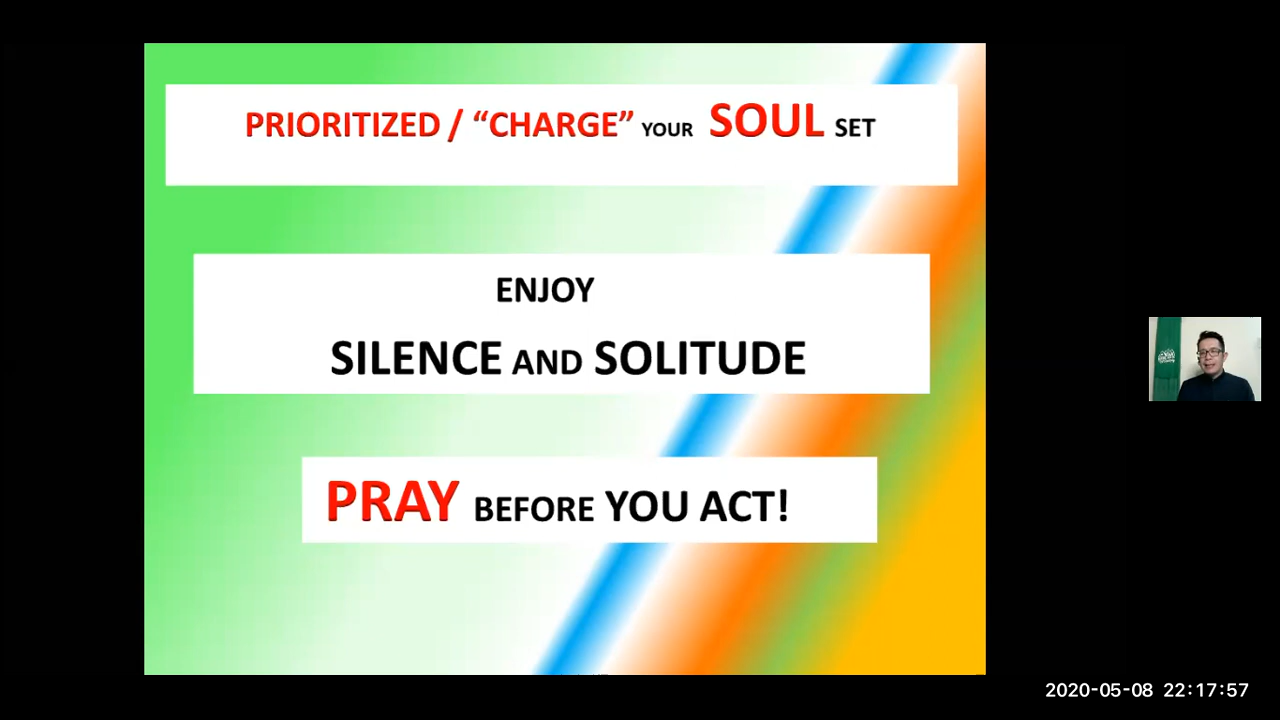 PRIORITIZED / “CHARGE” YOUR SOUL SET
ENJOY
SILENCE AND SOLITUDE
PRAY BEFORE YOU ACT!
2020-05-08 22:17:57